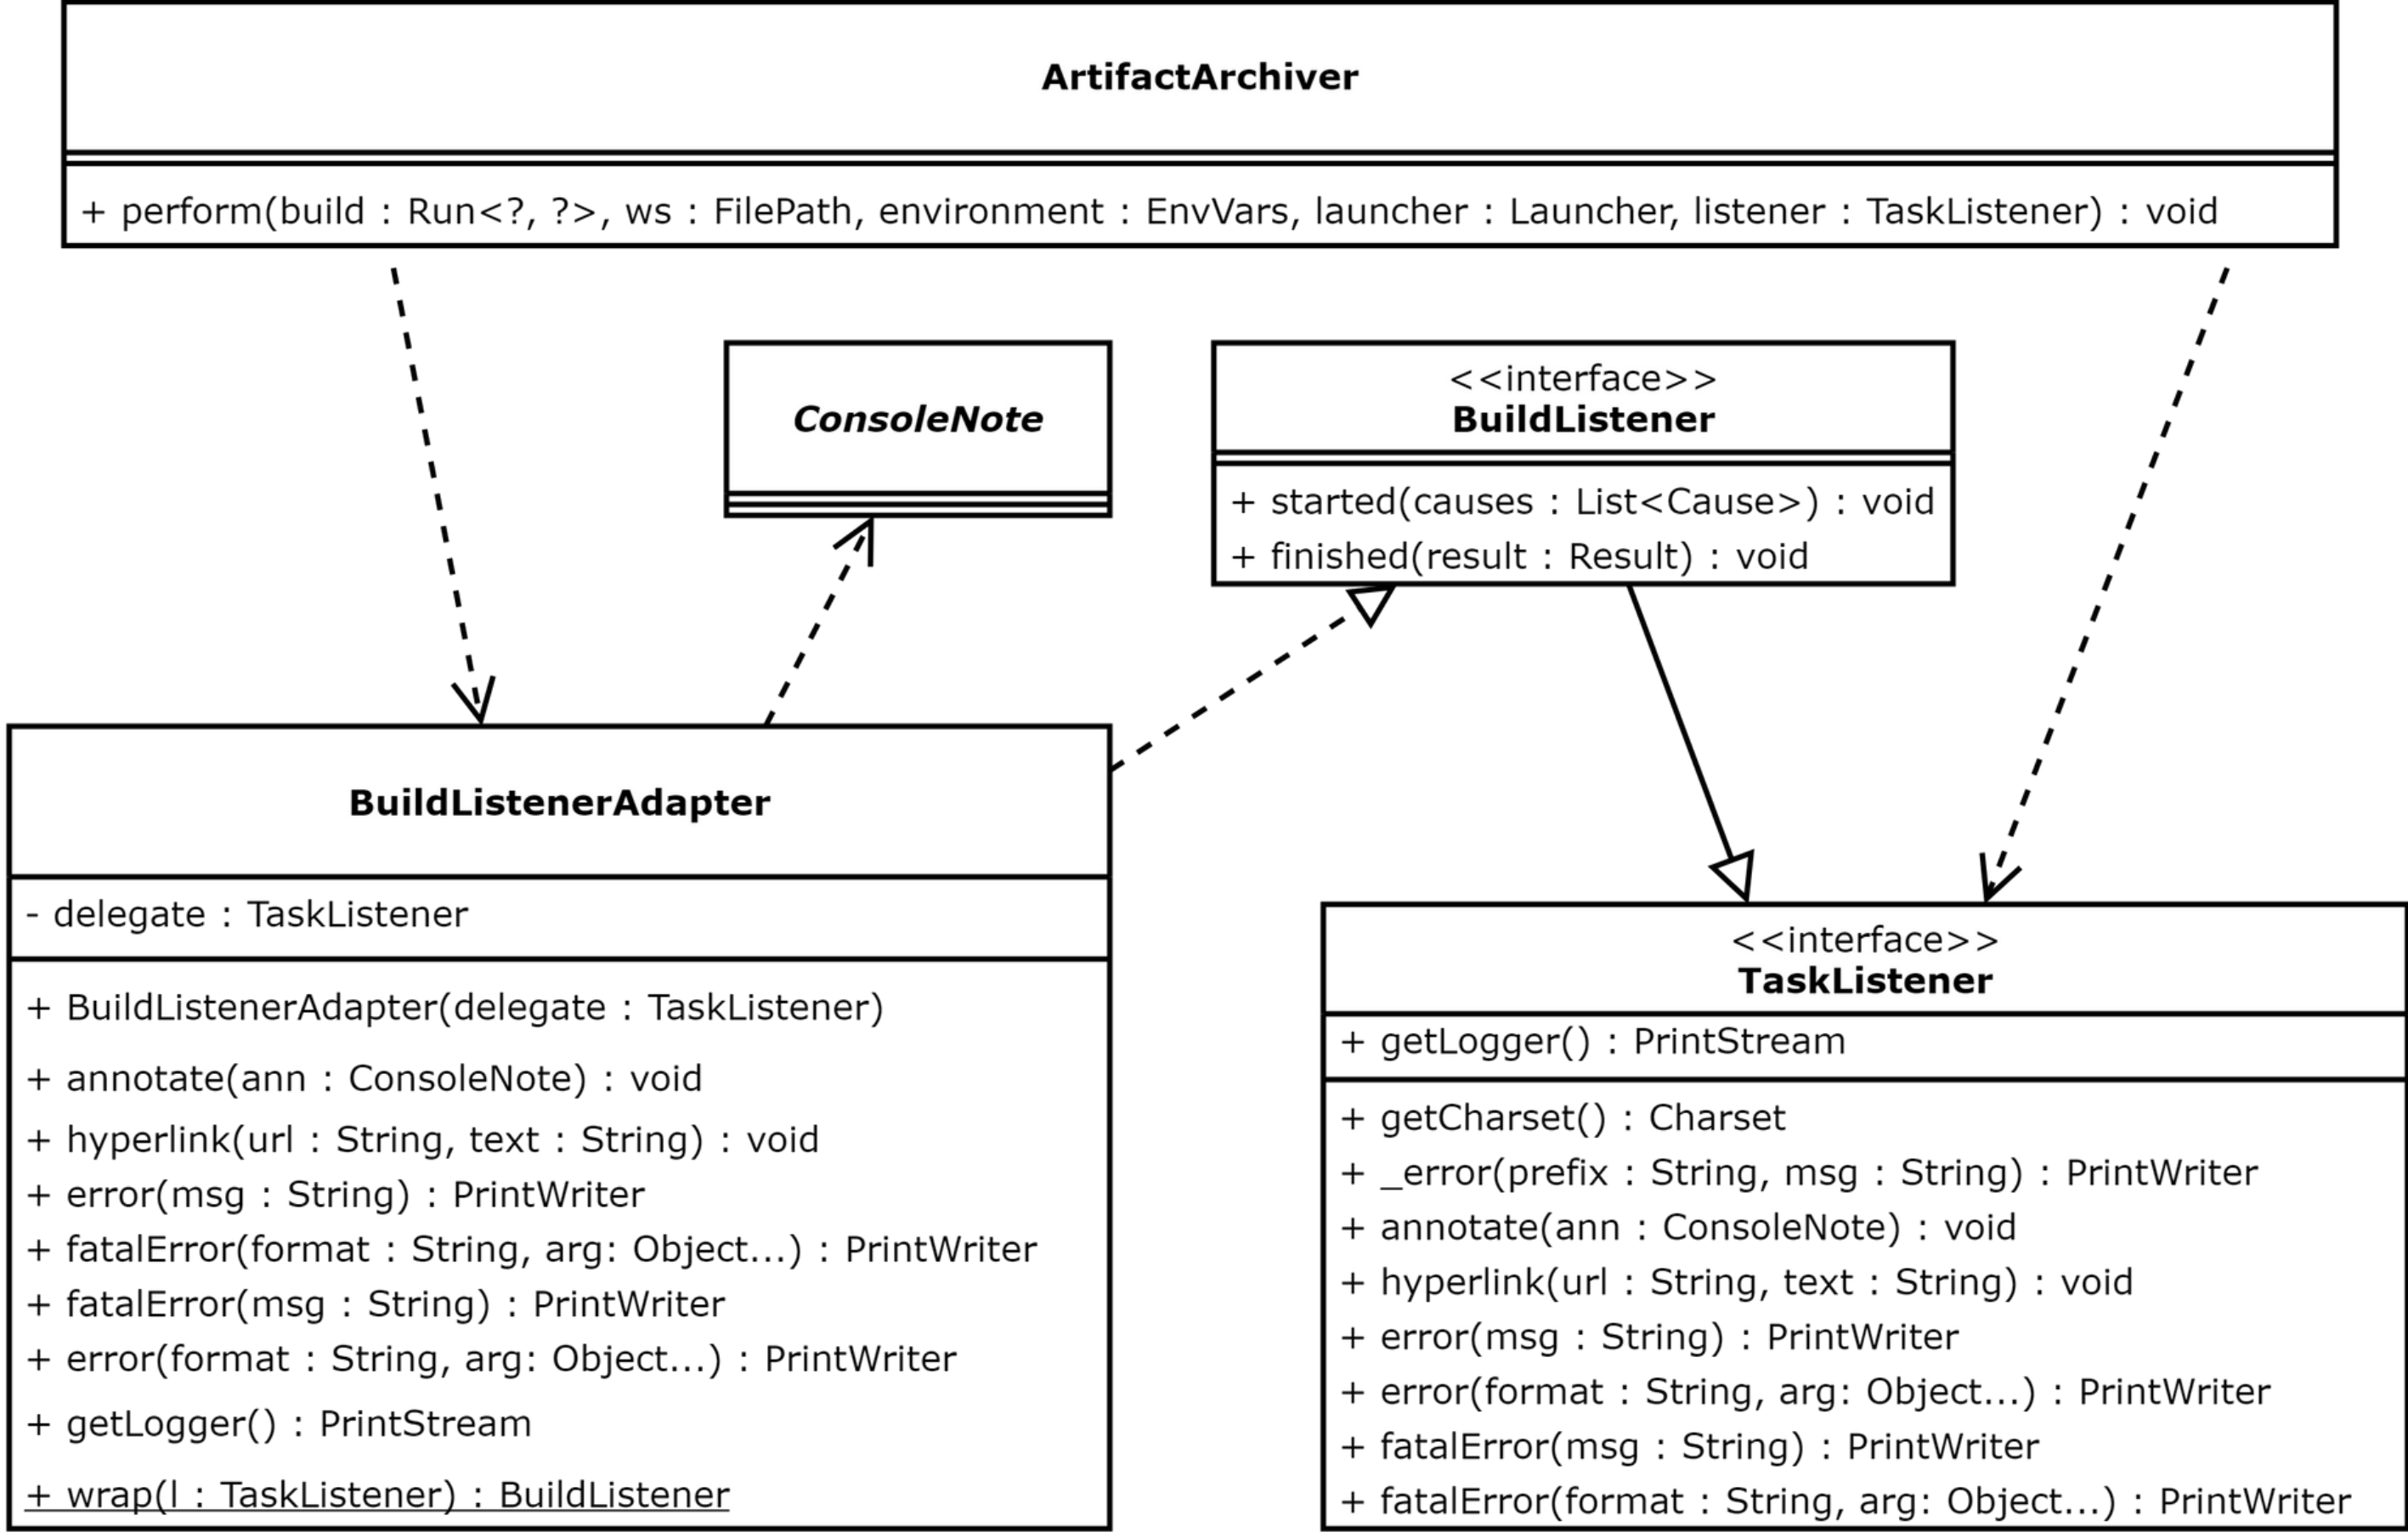 ArtifactArchiver
+ perform(build : Run<?, ?>, ws : FilePath, environment : EnvVars, launcher : Launcher, listener : TaskListener) : void
ConsoleNote
<<interface>>
BuildListener
+ started(causes : List<Cause>) : void
+ finished(result : Result) : void
BuildListenerAdapter
- delegate : TaskListener
+ BuildListenerAdapter(delegate : TaskListener)
+ annotate(ann : ConsoleNote) : void
+ hyperlink(url : String, text : String) : void
+ error(msg : String) : PrintWriter
+ fatalError(format : String, arg: Object...) : PrintWriter
+ fatalError(msg : String) : PrintWriter
+ error(format : String, arg: Object...) : PrintWriter
+ getLogger() : PrintStream
+ wrap(l : TaskListener) : BuildListener
<<interface>>
TaskListener
+ getLogger() : PrintStream
+ getCharset() : Charset
+ _error(prefix : String, msg : String) : PrintWriter
+ annotate(ann : ConsoleNote) : void
+ hyperlink(url : String, text : String) : void
+ error(msg : String) : PrintWriter
+ error(format : String, arg: Object...) : PrintWriter
+ fatalError(msg : String) : PrintWriter
+ fatalError(format : String, arg: Object...) : PrintWriter